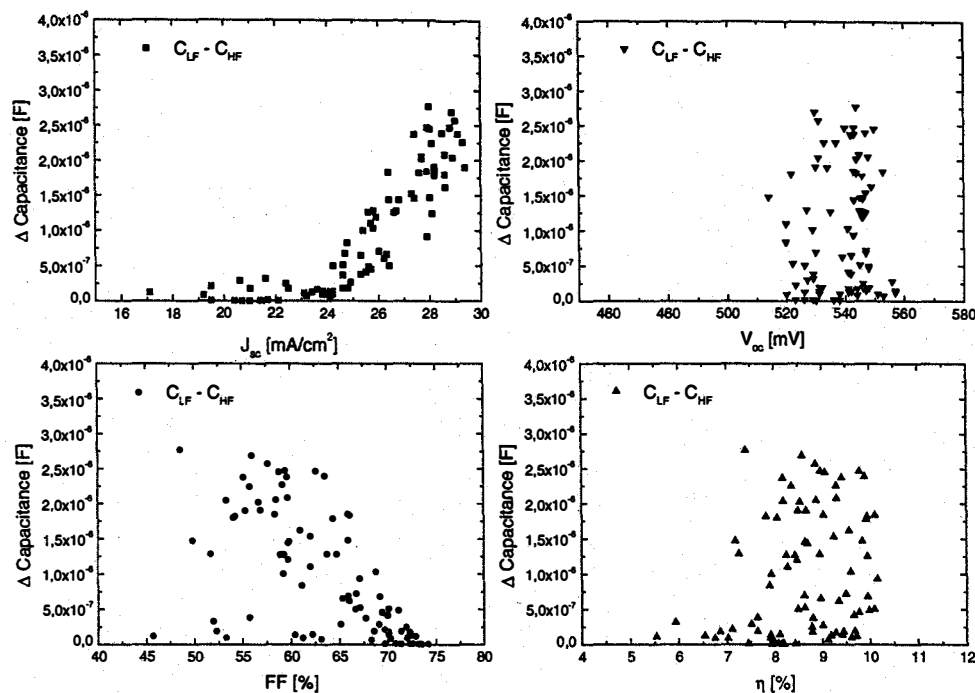 C_LF - C_HF
Δ Capacitance [F]
4,0x10⁻⁶
3,5x10⁻⁶
3,0x10⁻⁶
2,5x10⁻⁶
2,0x10⁻⁶
1,5x10⁻⁶
1,0x10⁻⁶
5,0x10⁻⁷
0,0
16 18 20 22 24 26 28 30
J_sc [mA/cm²]
C_LF - C_HF
Δ Capacitance [F]
4,0x10⁻⁶
3,5x10⁻⁶
3,0x10⁻⁶
2,5x10⁻⁶
2,0x10⁻⁶
1,5x10⁻⁶
1,0x10⁻⁶
5,0x10⁻⁷
0,0
460 480 500 520 540 560 580
V_oc [mV]
C_LF - C_HF
Δ Capacitance [F]
4,0x10⁻⁶
3,5x10⁻⁶
3,0x10⁻⁶
2,5x10⁻⁶
2,0x10⁻⁶
1,5x10⁻⁶
1,0x10⁻⁶
5,0x10⁻⁷
0,0
40 45 50 55 60 65 70 75 80
FF [%]
C_LF - C_HF
Δ Capacitance [F]
4,0x10⁻⁶
3,5x10⁻⁶
3,0x10⁻⁶
2,5x10⁻⁶
2,0x10⁻⁶
1,5x10⁻⁶
1,0x10⁻⁶
5,0x10⁻⁷
0,0
4 5 6 7 8 9 10 11 12
η [%]